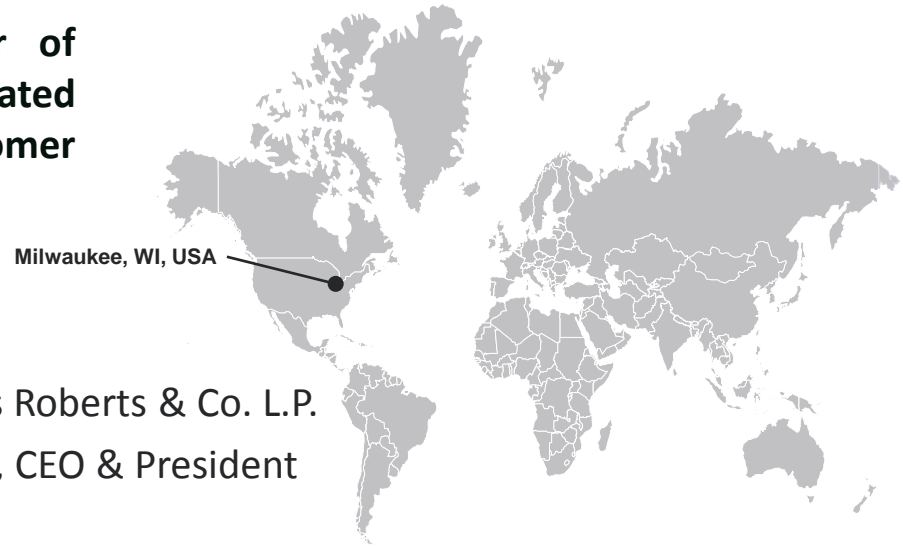 r of
ated
omer
Milwaukee, WI, USA
s Roberts & Co. L.P.
, CEO & President